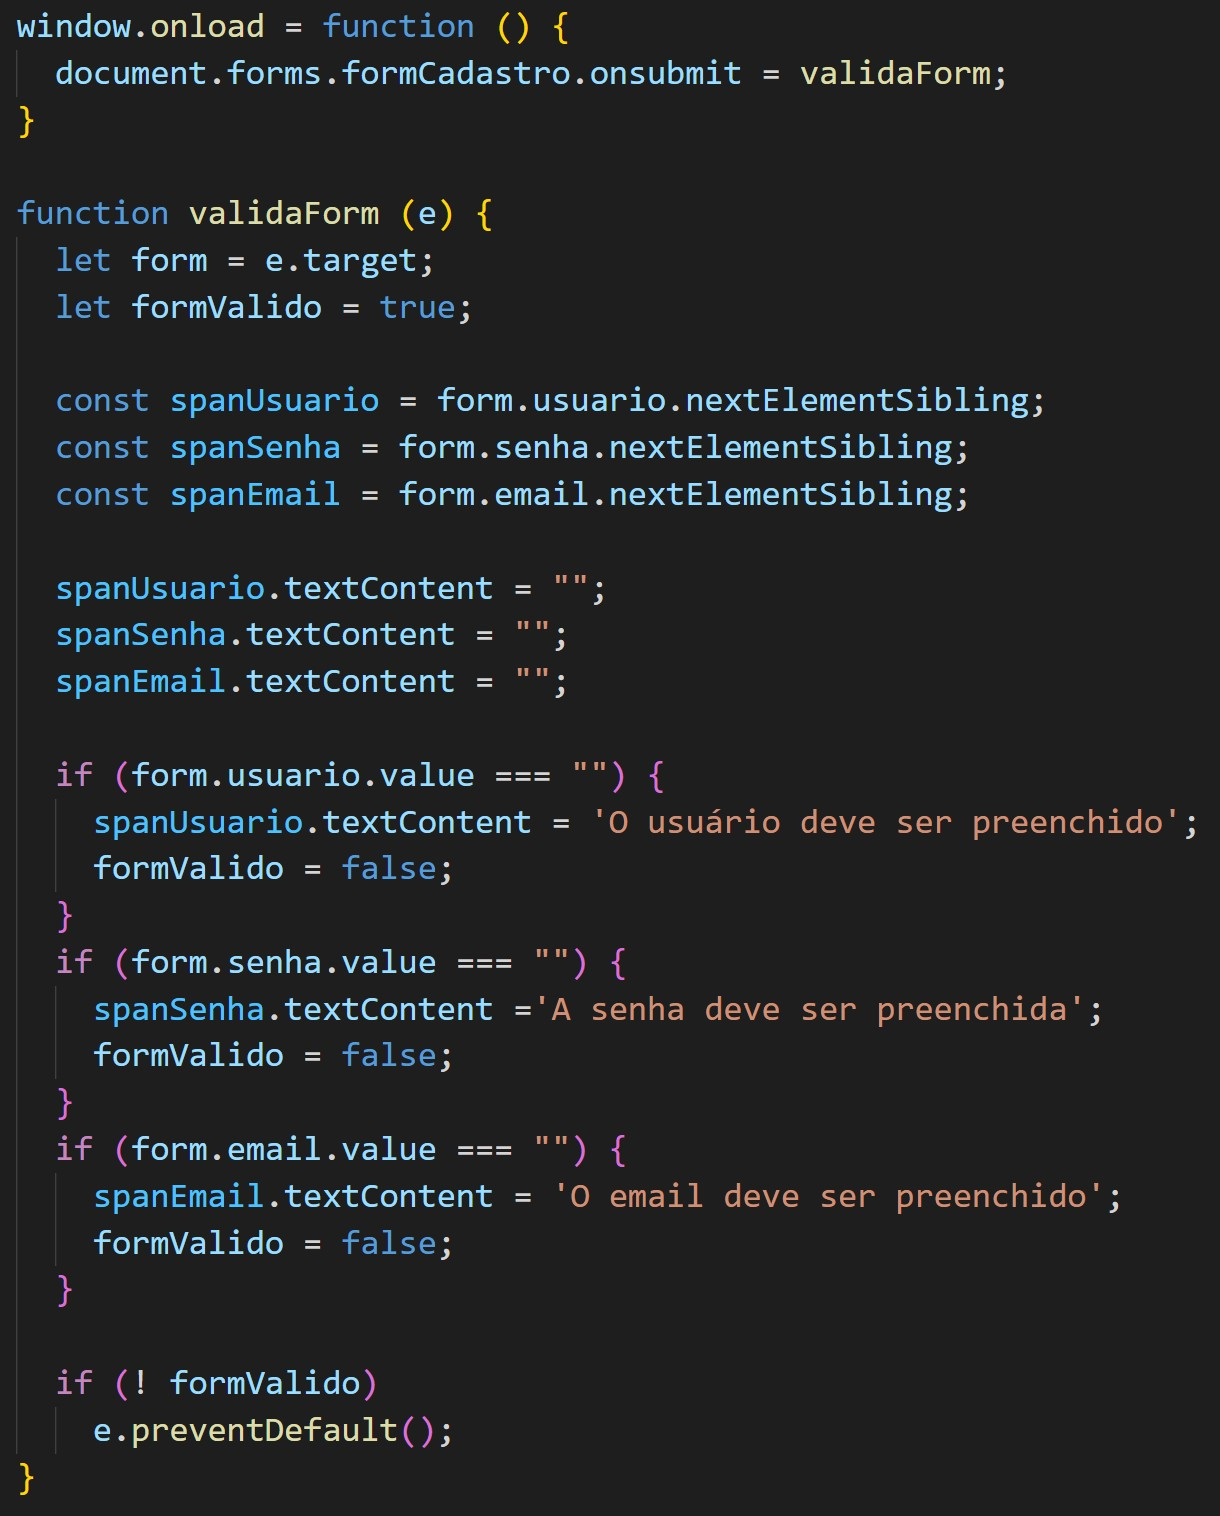 window.onload = function () {
  document.forms.formCadastro.onsubmit = validaForm;
}

function validaForm (e) {
  let form = e.target;
  let formValido = true;

  const spanUsuario = form.usuario.nextElementSibling;
  const spanSenha = form.senha.nextElementSibling;
  const spanEmail = form.email.nextElementSibling;

  spanUsuario.textContent = "";
  spanSenha.textContent = "";
  spanEmail.textContent = "";

  if (form.usuario.value === "") {
    spanUsuario.textContent = 'O usuário deve ser preenchido';
    formValido = false;
  }
  if (form.senha.value === "") {
    spanSenha.textContent ='A senha deve ser preenchida';
    formValido = false;
  }
  if (form.email.value === "") {
    spanEmail.textContent = 'O email deve ser preenchido';
    formValido = false;
  }

  if (! formValido)
    e.preventDefault();
}